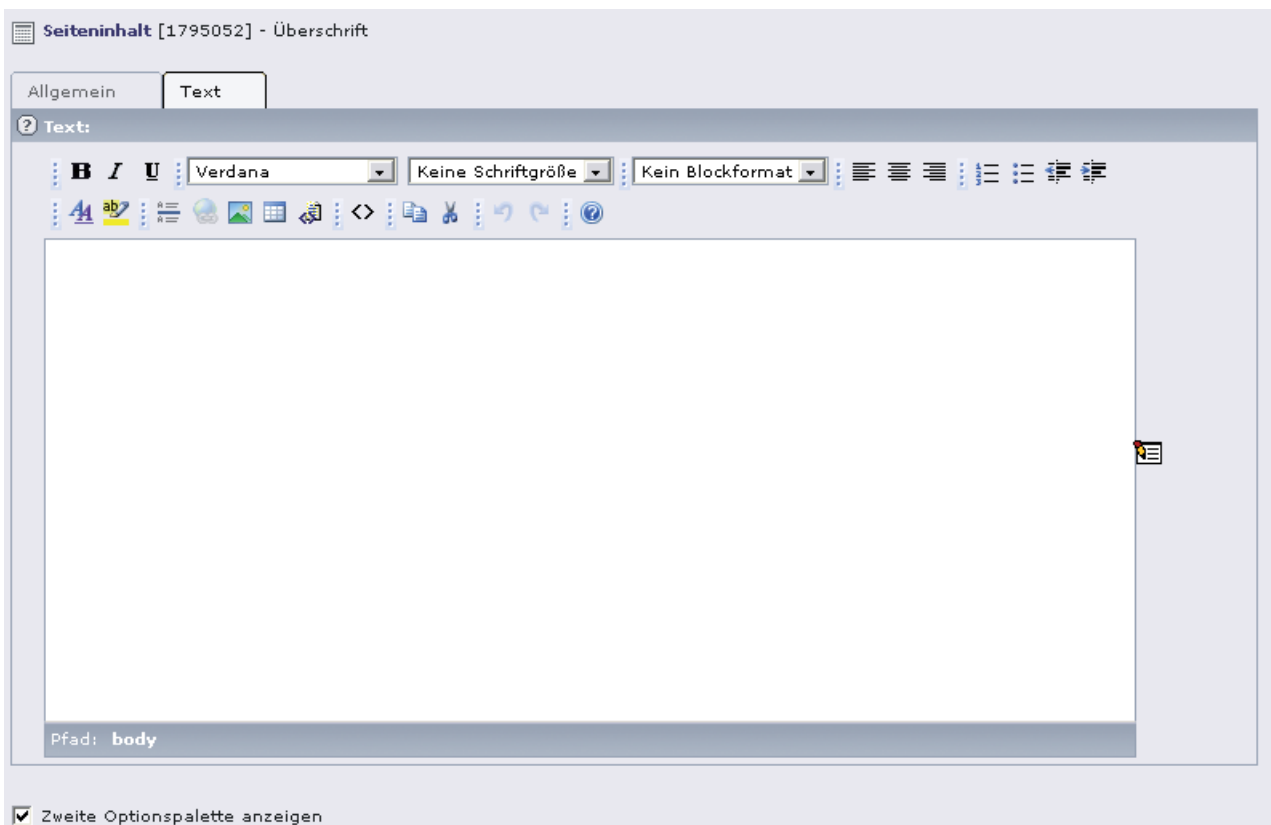 Seiteninhalt [1795052] - Überschrift
Allgemein Text
Text:
B I U Verdana Keine Schriftgröße Kein Blockformat
Pfad: body
Zweite Optionspalette anzeigen